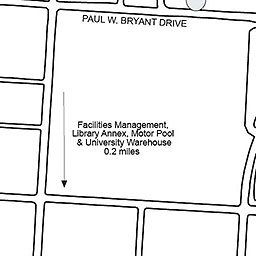 PAUL W. BRYANT DRIVE
Facilities Management,
Library Annex, Motor Pool
& University Warehouse
0.2 miles